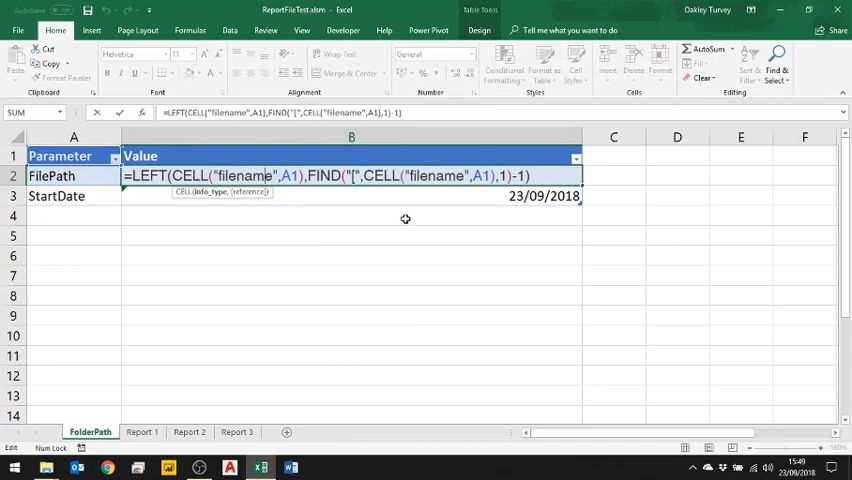 AutoSave Off
ReportFileTest.xlsm - Excel
Table Tools
Oakley Turvey
File Home Insert Page Layout Formulas Data Review View Developer Help Power Pivot Design Tell me what you want to do Share
Cut
Copy
Format Painter
Paste
Clipboard
Helvetica 11
Font
Merge & Center
Alignment
General
Number
Conditional Formatting
Format as Table
Cell Styles
Styles
Insert Delete Format
Cells
AutoSum
Clear
Sort & Filter
Find & Select
Editing
SUM =LEFT(CELL("filename",A1),FIND("[",CELL("filename",A1),1)-1)
A B C D E F
1 Parameter Value
2 FilePath =LEFT(CELL("filename",A1),FIND("[",CELL("filename",A1),1)-1)
CELL(info_type, [reference])
3 StartDate 23/09/2018
4
5
6
7
8
9
10
11
12
13
14
FolderPath Report 1 Report 2 Report 3
Edit Num Lock 160%
15:49
23/09/2018